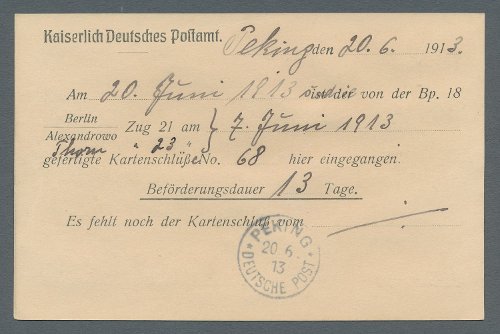 Kaiserlich Deutsches Postamt.
Peking den 20. 6. 1913.
Am 20. Juni 1913 ist der von der Bp. 18
Berlin
Alexandrowo Zug 21 am } 7. Juni 1913
Thorn " 23 "
gefertigte Kartenschluß No. 68 hier eingegangen.
Beförderungsdauer 13 Tage.
Es fehlt noch der Kartenschluß vom
PEKING
20 6
13
* DEUTSCHE POST *